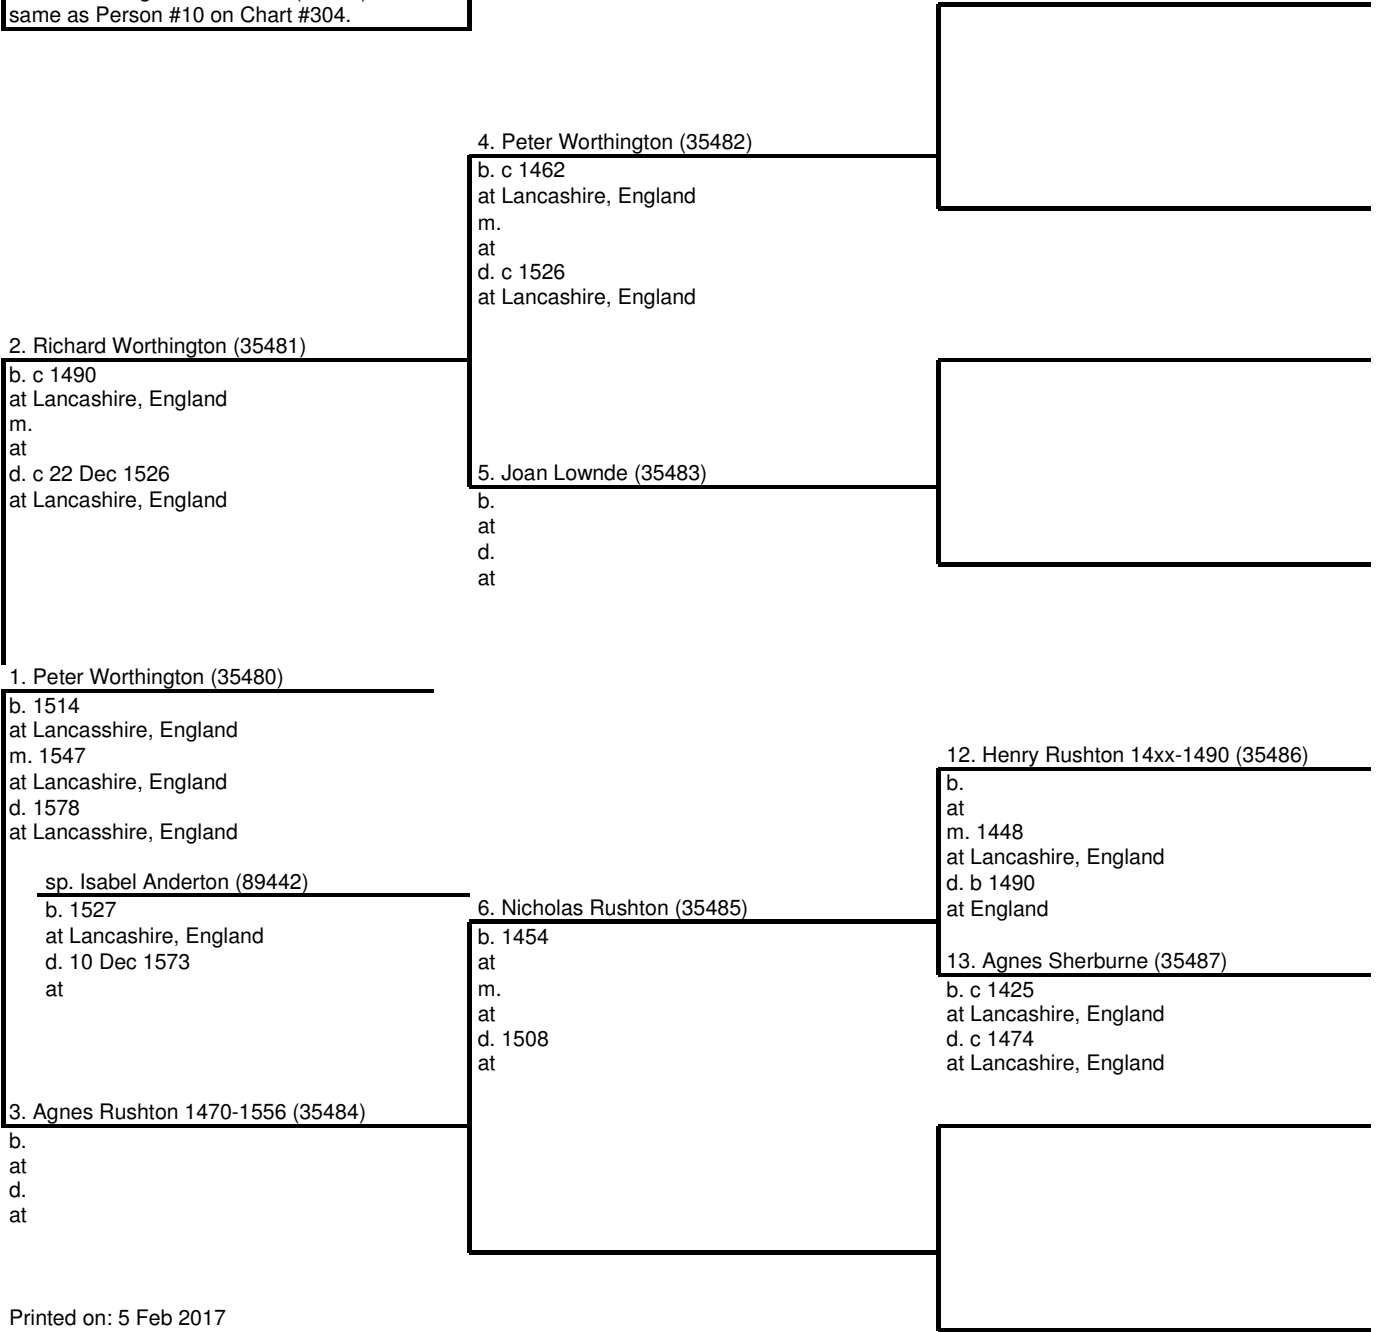 same as Person #10 on Chart #304.
4. Peter Worthington (35482)
b. c 1462
at Lancashire, England
m.
at
d. c 1526
at Lancashire, England
2. Richard Worthington (35481)
b. c 1490
at Lancashire, England
m.
at
d. c 22 Dec 1526
at Lancashire, England
5. Joan Lownde (35483)
b.
at
d.
at
1. Peter Worthington (35480)
b. 1514
at Lancasshire, England
m. 1547
at Lancashire, England
d. 1578
at Lancasshire, England
sp. Isabel Anderton (89442)
b. 1527
at Lancashire, England
d. 10 Dec 1573
at
12. Henry Rushton 14xx-1490 (35486)
b.
at
m. 1448
at Lancashire, England
d. b 1490
at England
6. Nicholas Rushton (35485)
b. 1454
at
m.
at
d. 1508
at
13. Agnes Sherburne (35487)
b. c 1425
at Lancashire, England
d. c 1474
at Lancashire, England
3. Agnes Rushton 1470-1556 (35484)
b.
at
d.
at
Printed on: 5 Feb 2017